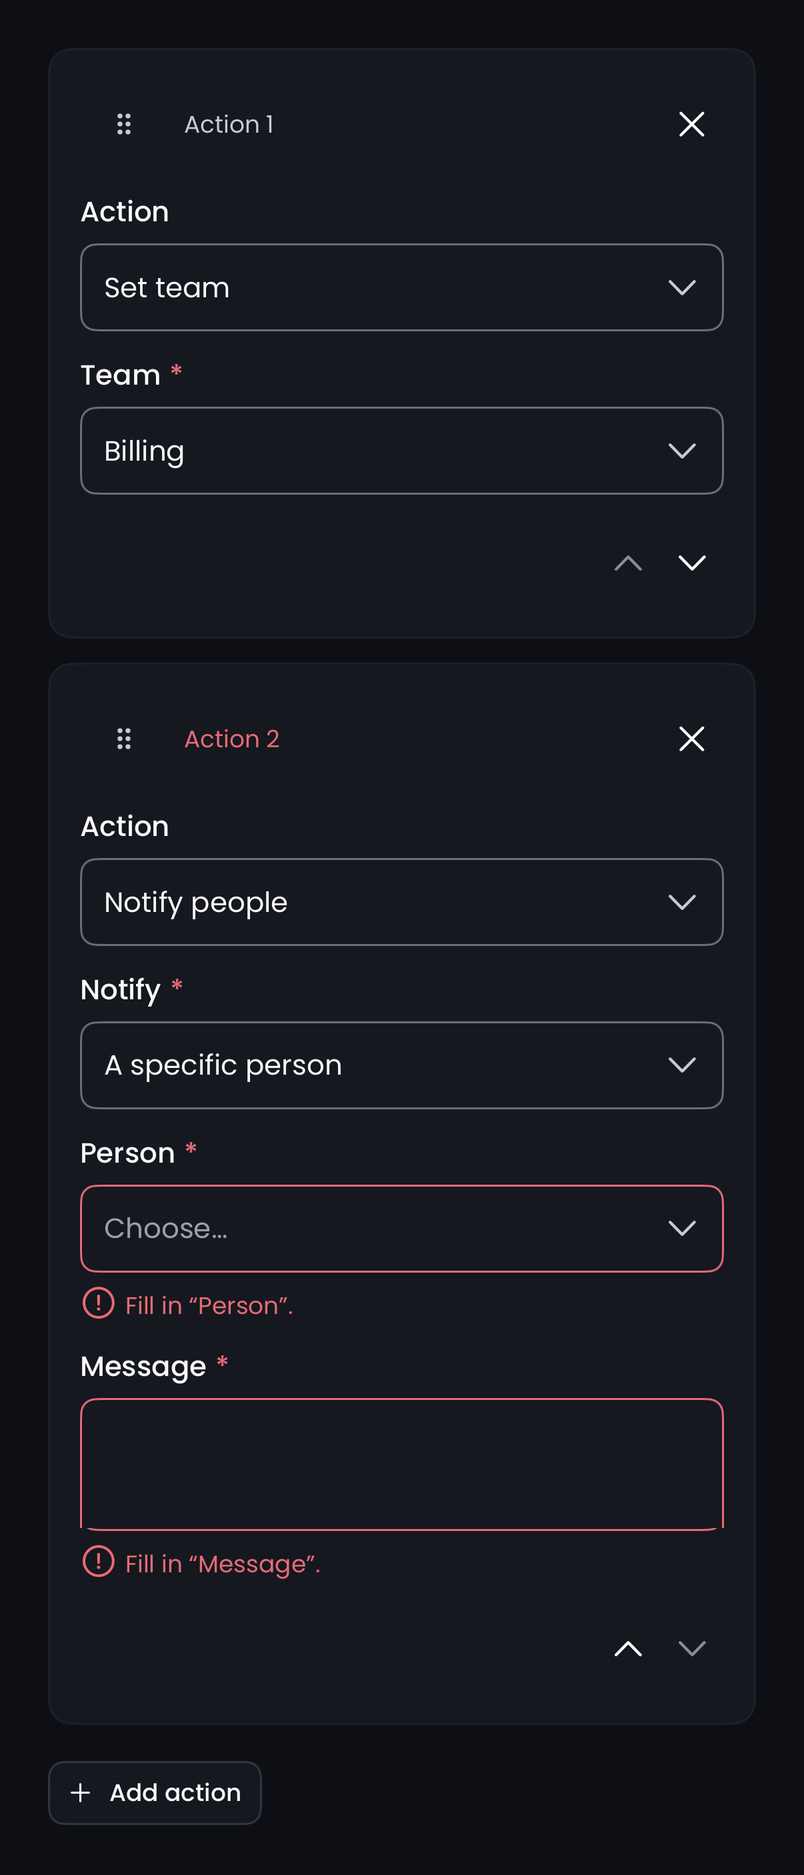 Action 1
Action
Set team
Team *
Billing
Action 2
Action
Notify people
Notify *
A specific person
Person *
Choose...
Fill in “Person”.
Message *
Fill in “Message”.
Add action